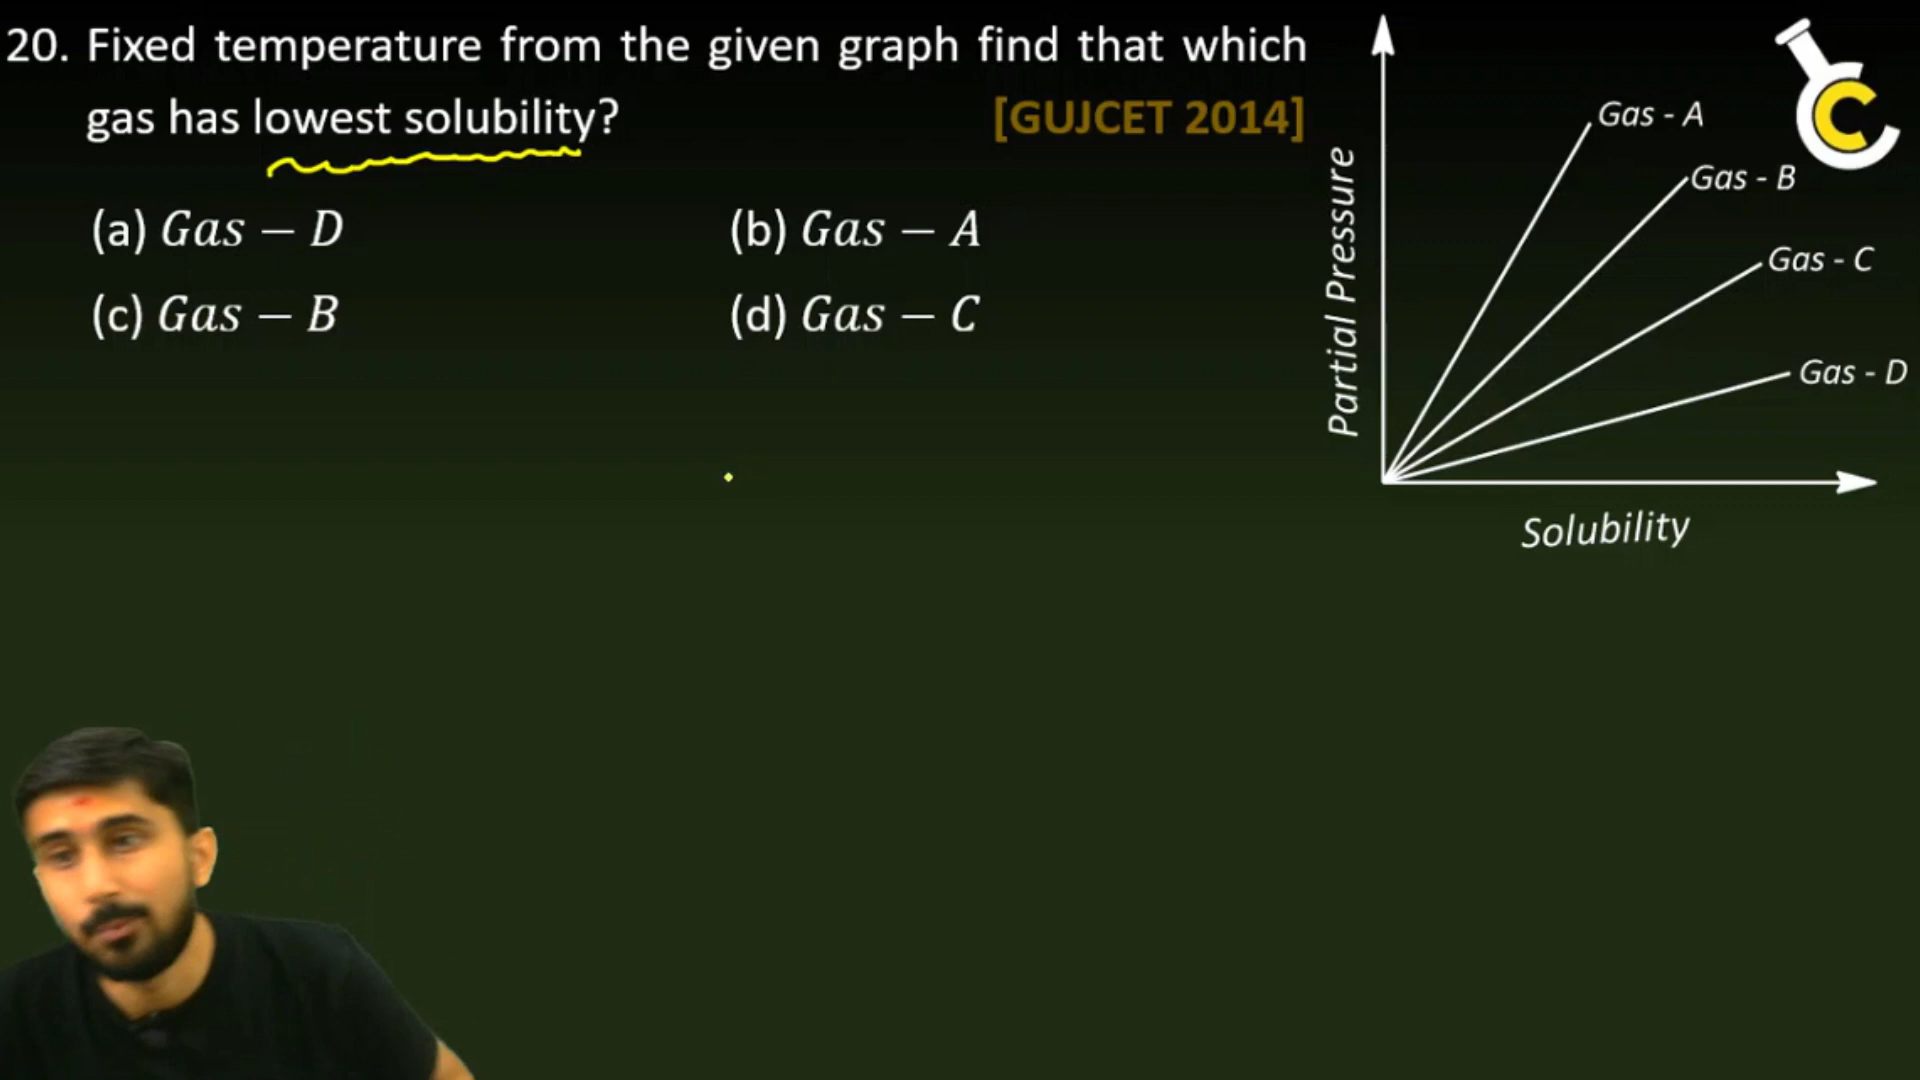 20. Fixed temperature from the given graph find that which
gas has lowest solubility? [GUJCET 2014]
(a) Gas – D (b) Gas – A
(c) Gas – B (d) Gas – C
Partial Pressure
Gas - A
Gas - B
Gas - C
Gas - D
Solubility
C